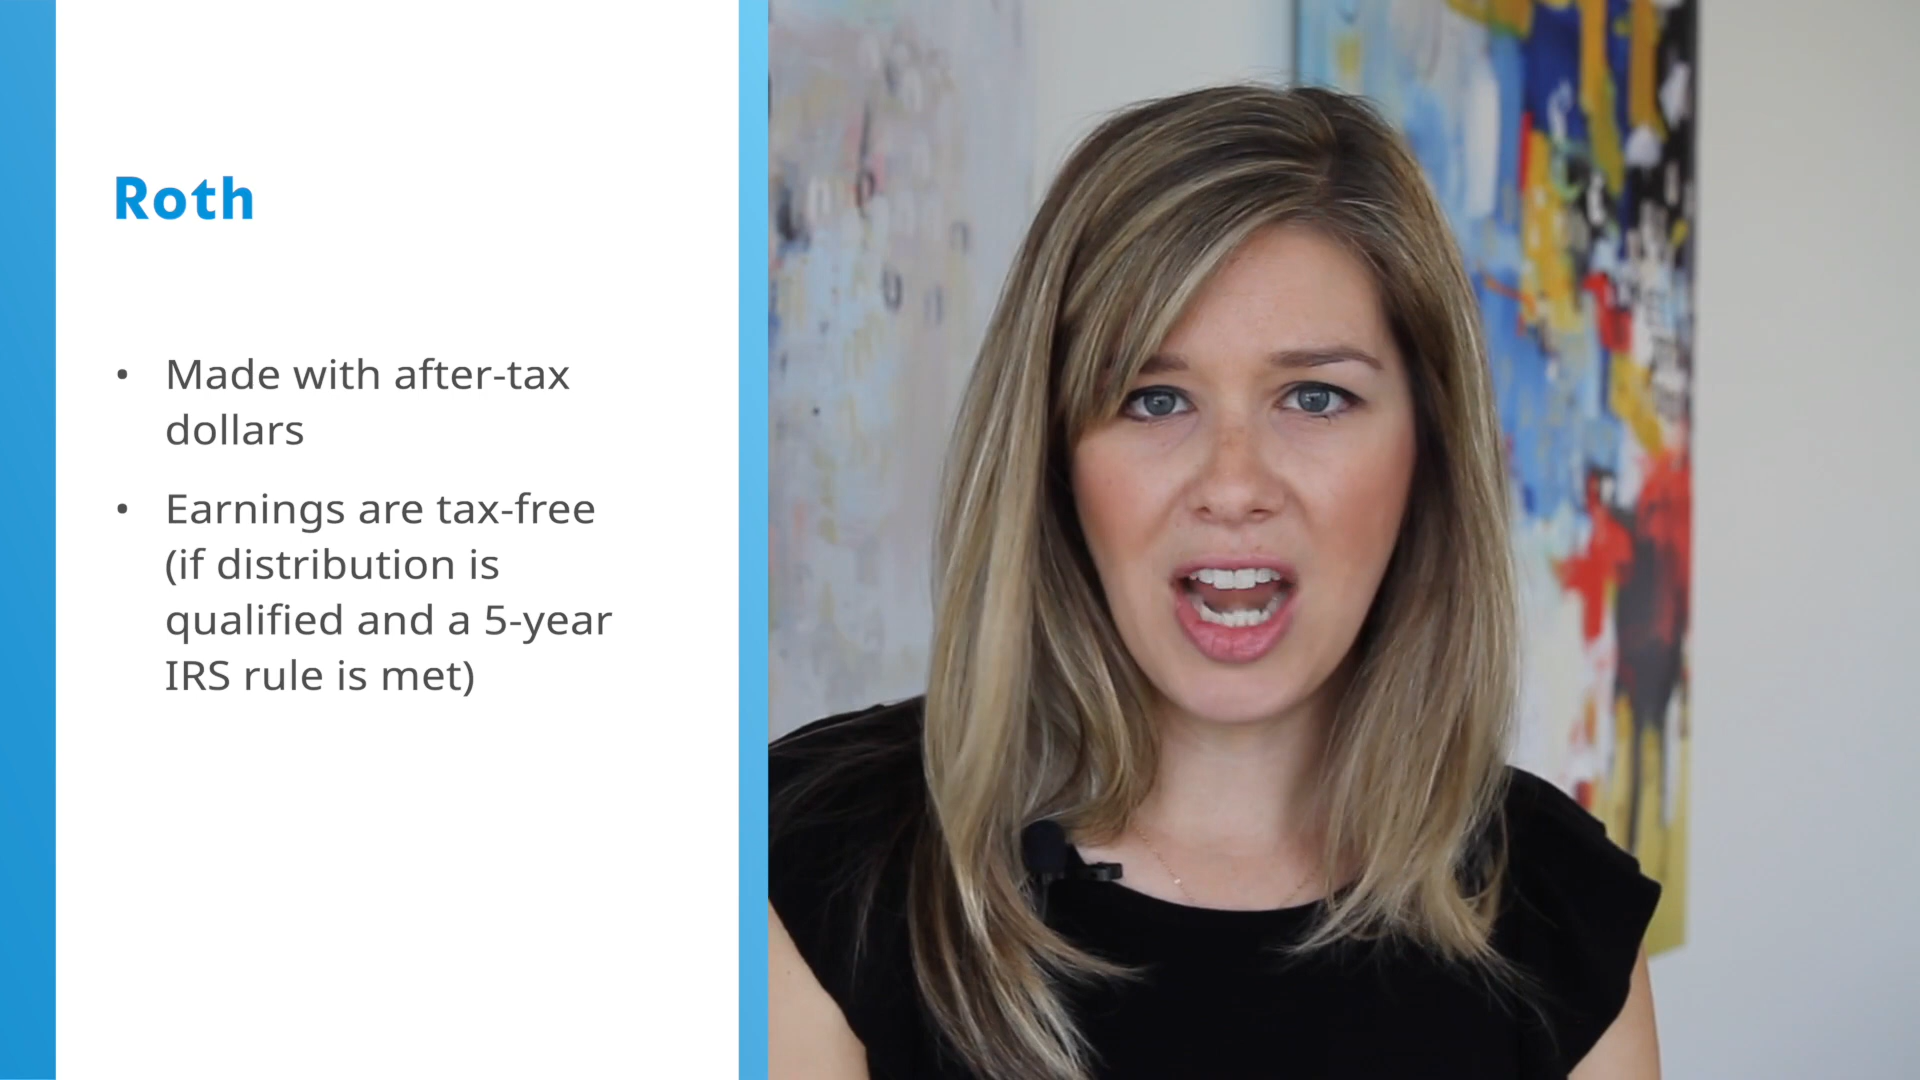 Roth
• Made with after-tax
dollars
• Earnings are tax-free
(if distribution is
qualified and a 5-year
IRS rule is met)